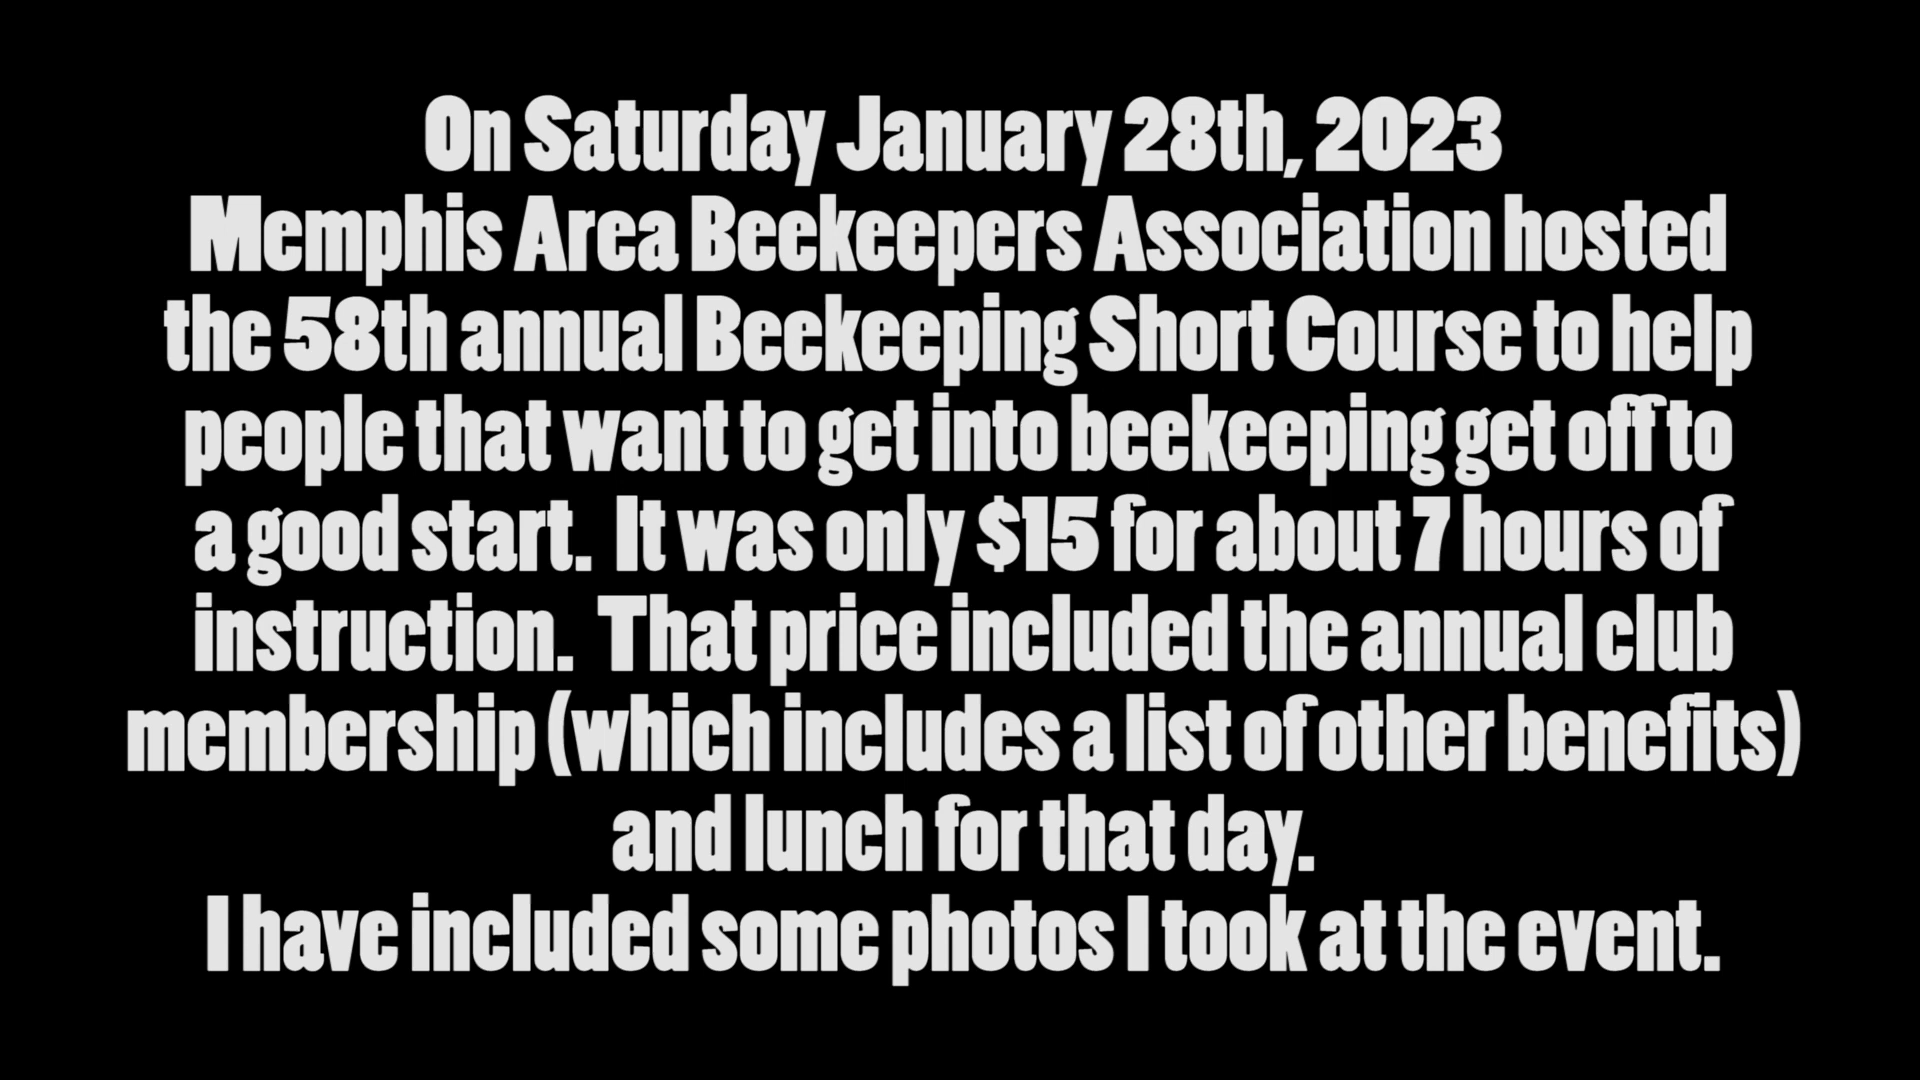 On Saturday January 28th, 2023
Memphis Area Beekeepers Association hosted
the 58th annual Beekeeping Short Course to help
people that want to get into beekeeping get off to
a good start.  It was only $15 for about 7 hours of
instruction.  That price included the annual club
membership (which includes a list of other benefits)
and lunch for that day.
I have included some photos I took at the event.